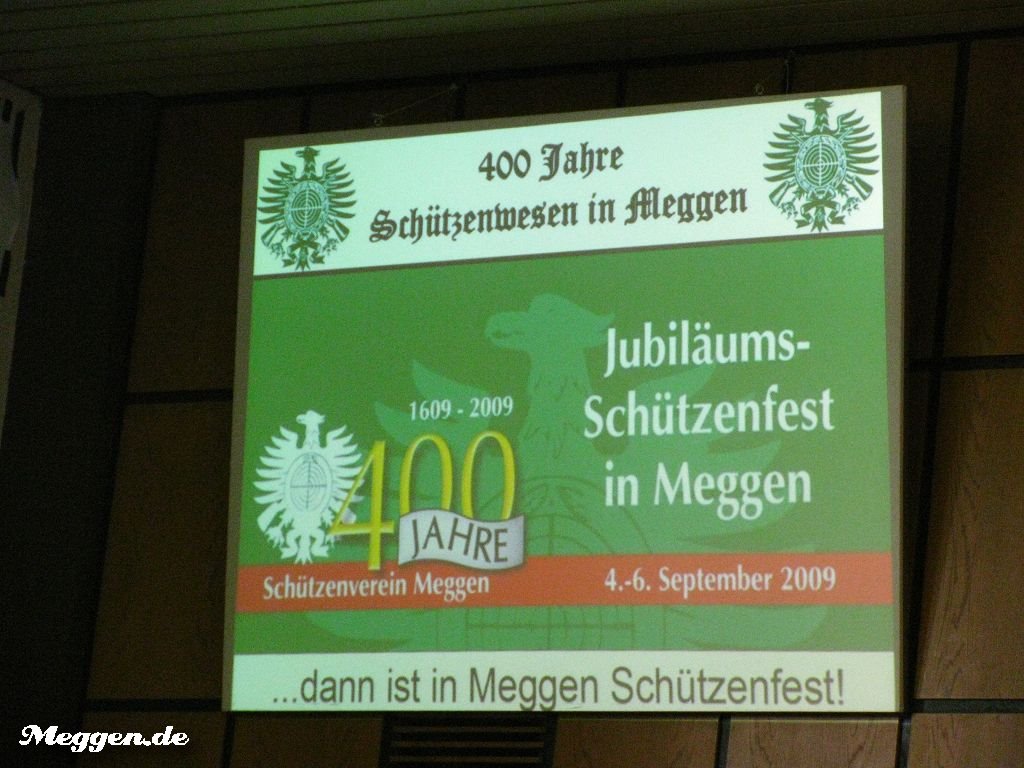 400 Jahre
Schützenwesen in Meggen
Jubiläums-
Schützenfest
in Meggen
1609 - 2009
400
JAHRE
Schützenverein Meggen
4.-6. September 2009
...dann ist in Meggen Schützenfest!
Meggen.de